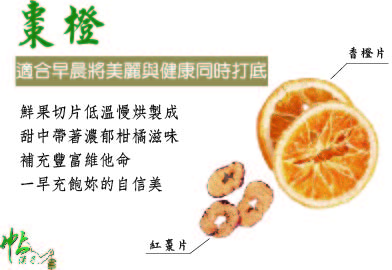 棗橙
適合早晨將美麗與健康同時打底
香橙片
鮮果切片低溫慢烘製成
甜中帶著濃郁柑橘滋味
補充豐富維他命
一早充飽妳的自信美
紅棗片